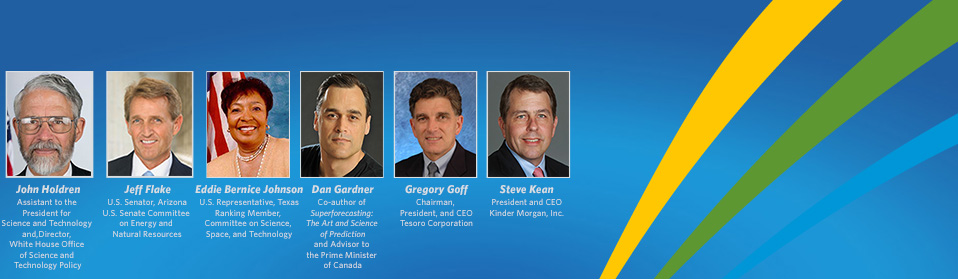 John Holdren
Assistant to the
President for
Science and Technology
and,Director,
White House Office
of Science and
Technology Policy
Jeff Flake
U.S. Senator, Arizona
U.S. Senate Committee
on Energy and
Natural Resources
Eddie Bernice Johnson
U.S. Representative, Texas
Ranking Member,
Committee on Science,
Space, and Technology
Dan Gardner
Co-author of
Superforecasting:
The Art and Science
of Prediction
and Advisor to
the Prime Minister
of Canada
Gregory Goff
Chairman,
President, and CEO
Tesoro Corporation
Steve Kean
President and CEO
Kinder Morgan, Inc.